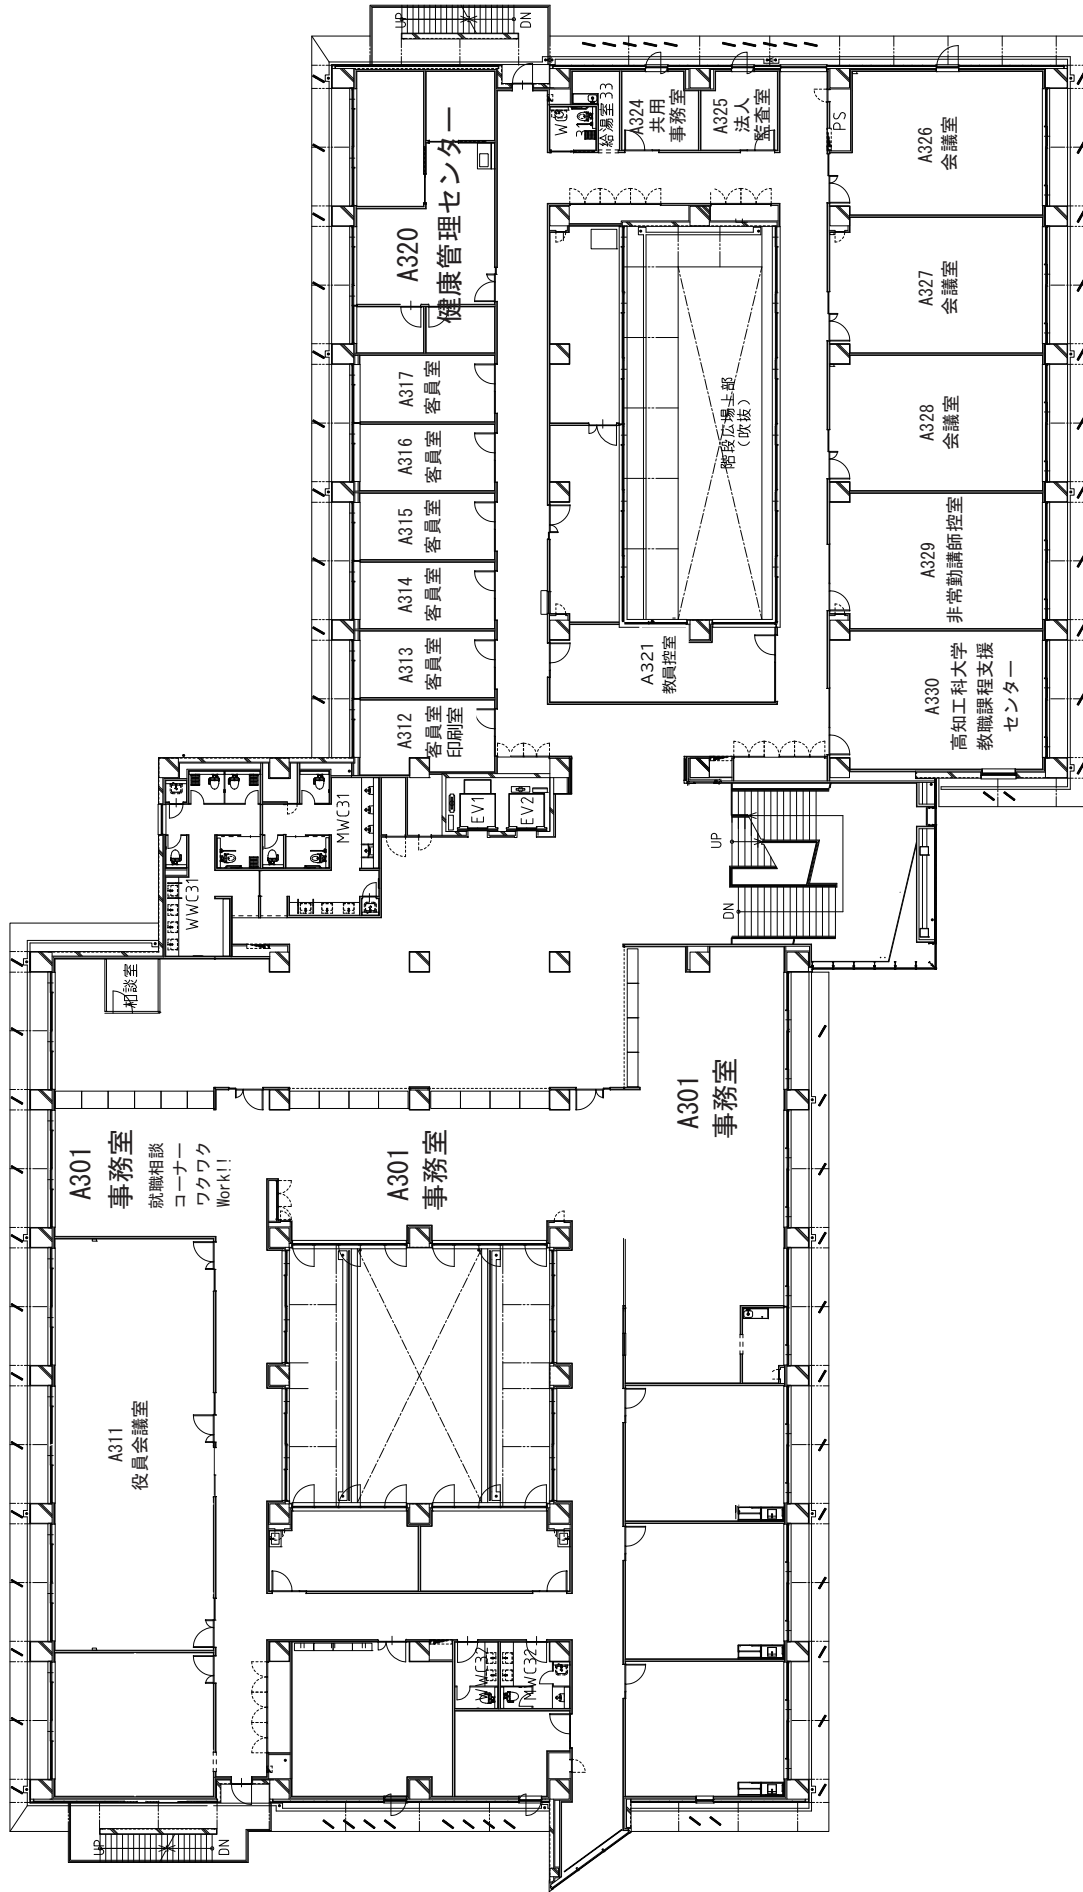 UP
DN
A320
健康管理センター
A317
客員室
A316
客員室
A315
客員室
A314
客員室
A313
客員室
A312
客員室
印刷室
給湯室33
A324
共用
事務室
A325
法人
監査室
PS
A326
会議室
A327
会議室
A328
会議室
A329
非常勤講師控室
A330
高知工科大学
教職課程支援
センター
階段広場上部
（吹抜）
A321
教員控室
EV1
EV2
MWC31
WWC31
UP
DN
相談室
A301
事務室
就職相談
コーナー
ワクワク
Work!!
A301
事務室
A301
事務室
A311
役員会議室
WWC32
MWC32
UP
DN